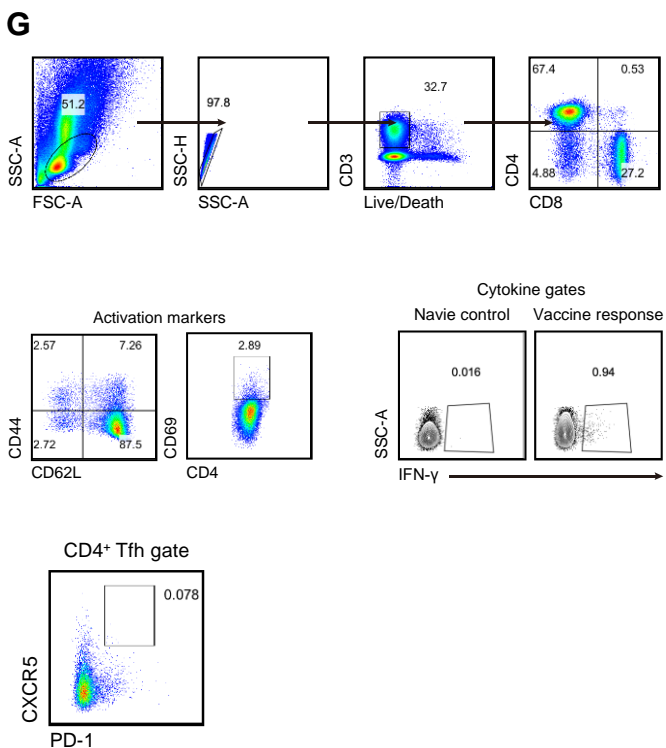 G
51.2
SSC-A
FSC-A
97.8
SSC-H
SSC-A
32.7
CD3
Live/Death
67.4 0.53
4.88 27.2
CD4
CD8
Activation markers
2.57 7.26
2.72 87.5
CD44
CD62L
2.89
CD69
CD4
Cytokine gates
Navie control Vaccine response
0.016 0.94
SSC-A
IFN-γ
CD4⁺ Tfh gate
0.078
CXCR5
PD-1